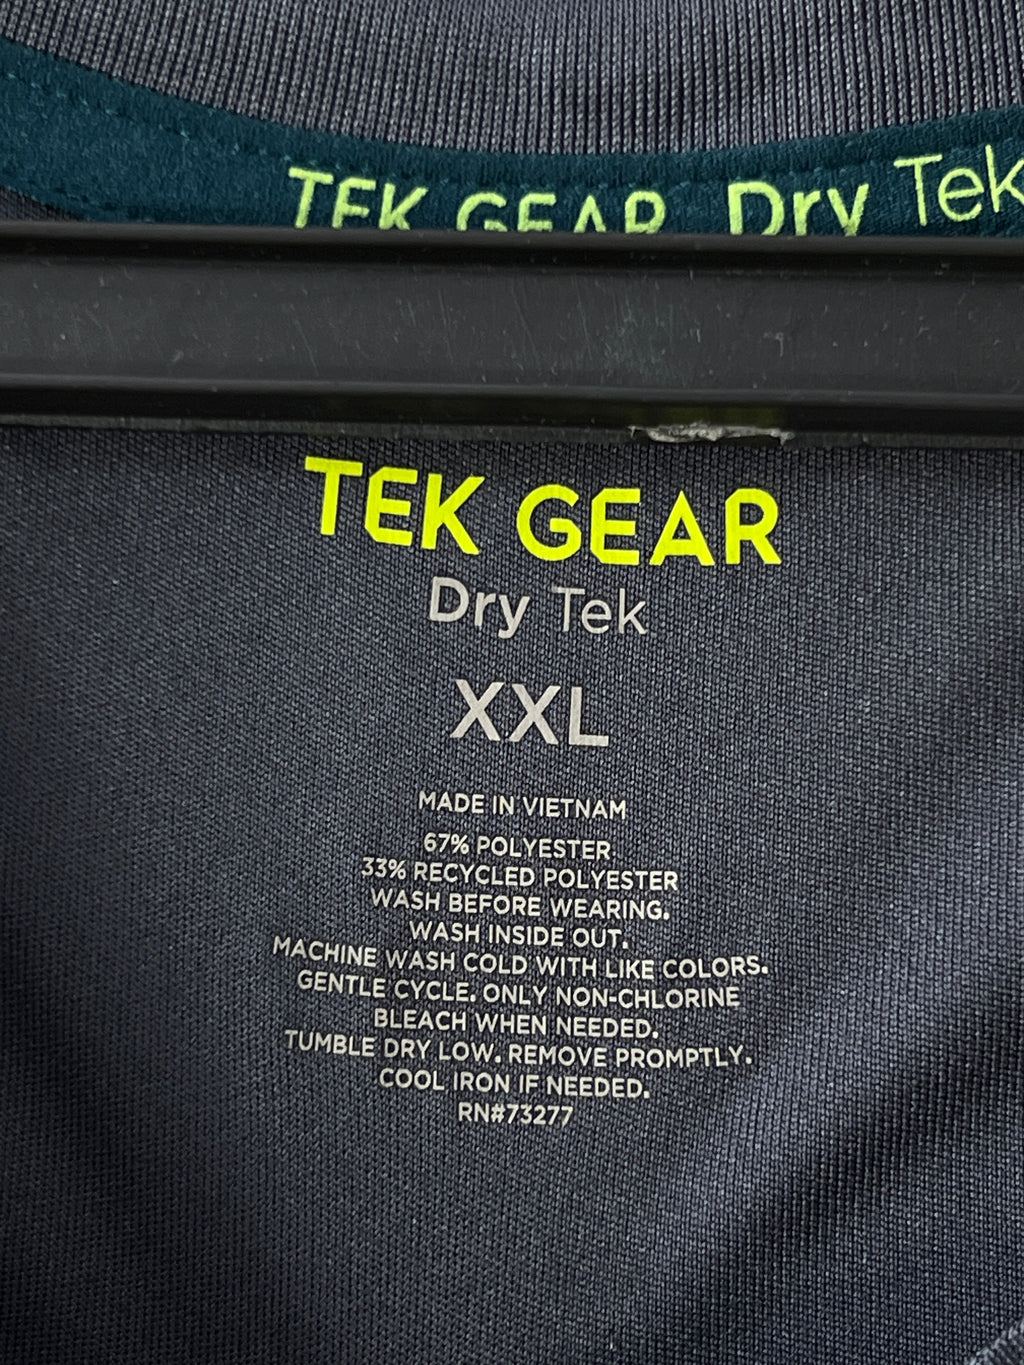 TEK GEAR Dry Tek
TEK GEAR
Dry Tek
XXL
MADE IN VIETNAM
67% POLYESTER
33% RECYCLED POLYESTER
WASH BEFORE WEARING.
WASH INSIDE OUT.
MACHINE WASH COLD WITH LIKE COLORS.
GENTLE CYCLE. ONLY NON-CHLORINE
BLEACH WHEN NEEDED.
TUMBLE DRY LOW. REMOVE PROMPTLY.
COOL IRON IF NEEDED.
RN#73277